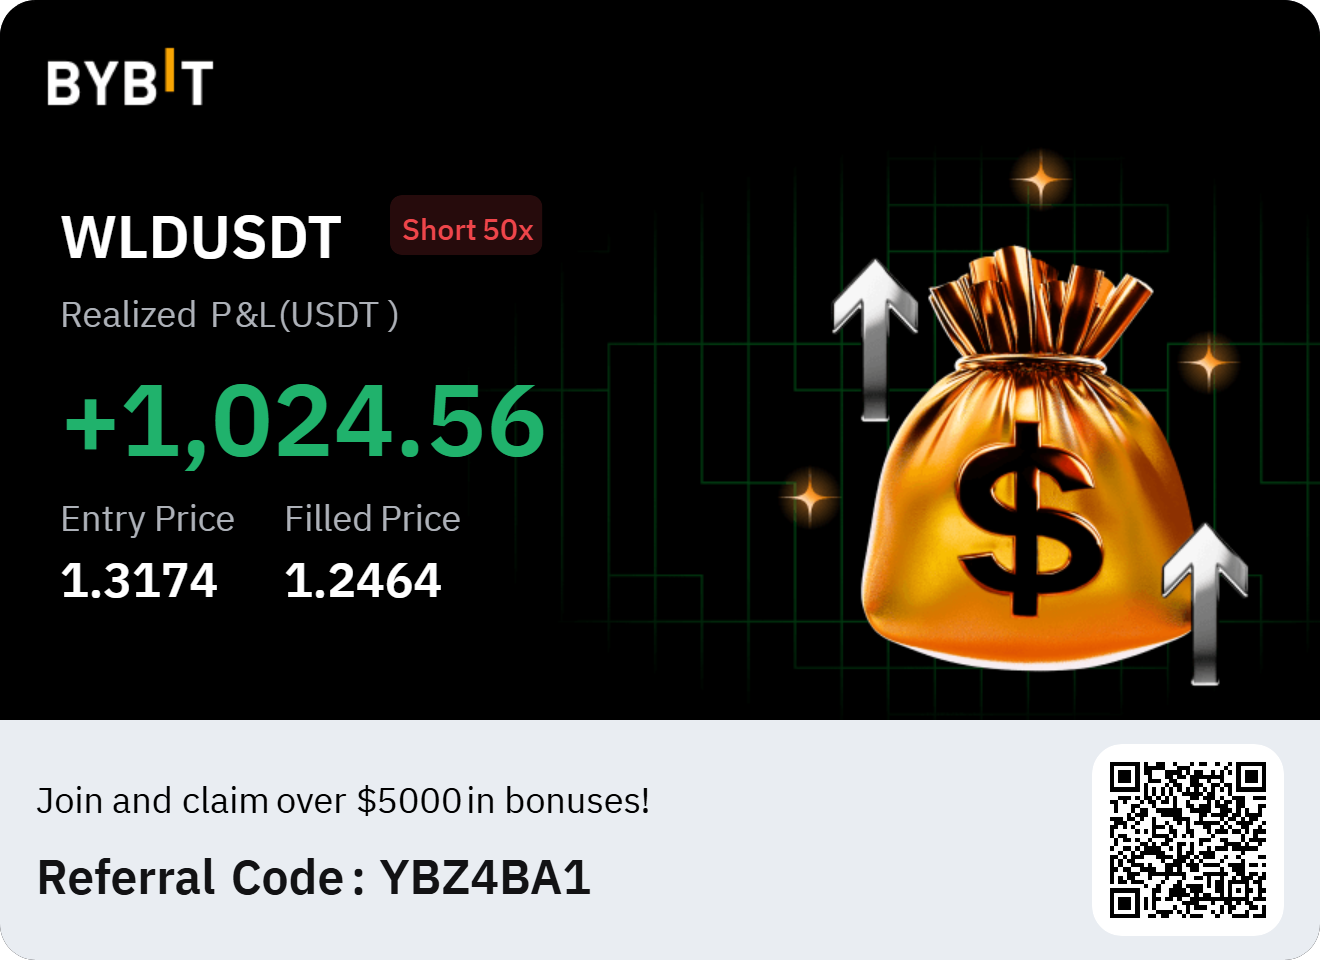 BYBIT
WLDUSDT Short 50x
Realized P&L(USDT )
+1,024.56
Entry Price Filled Price
1.3174 1.2464
$
Join and claim over $5000 in bonuses!
Referral Code: YBZ4BA1